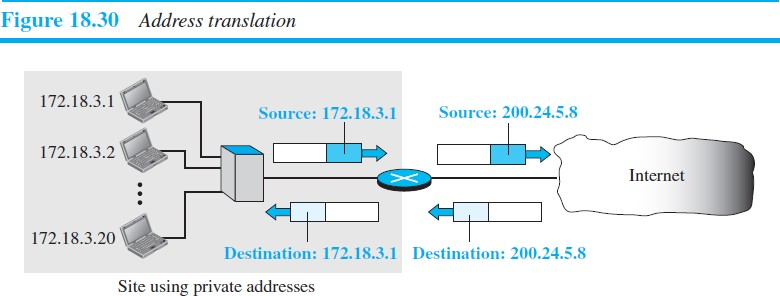 Figure 18.30 Address translation
172.18.3.1
Source: 172.18.3.1
Source: 200.24.5.8
172.18.3.2
Internet
172.18.3.20
Destination: 172.18.3.1
Destination: 200.24.5.8
Site using private addresses